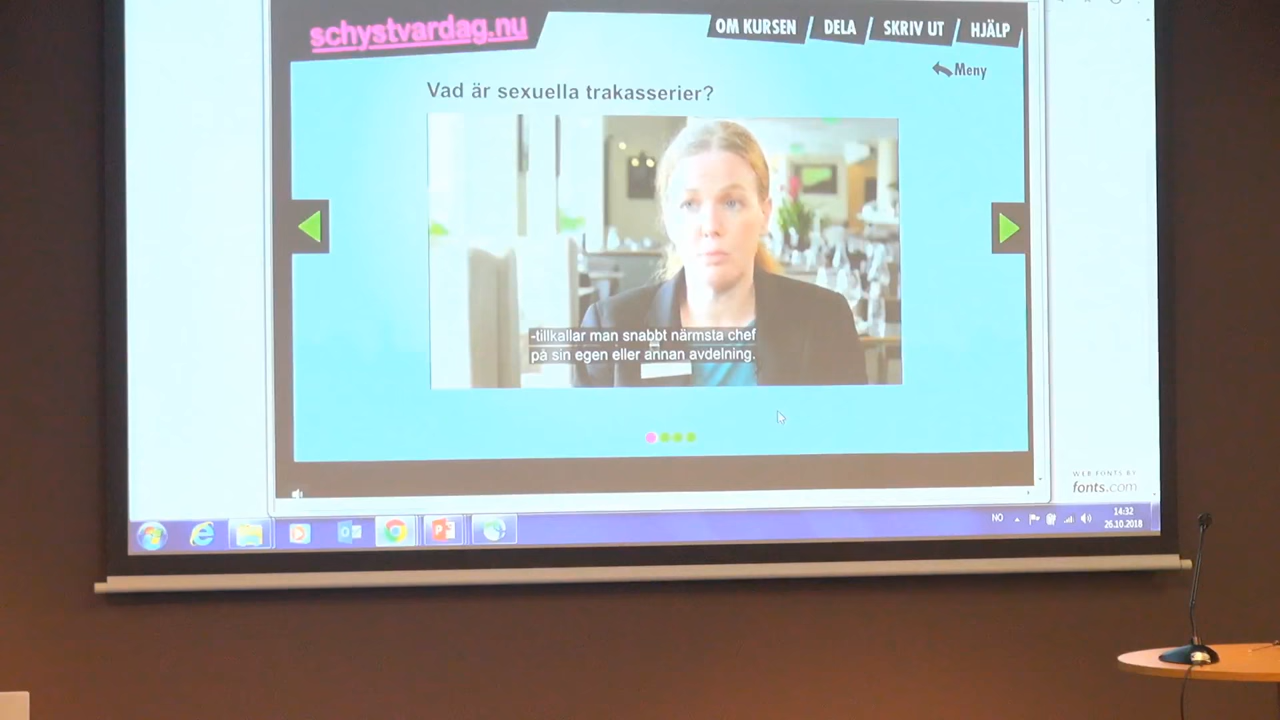 schystvardag.nu
OM KURSEN
DELA
SKRIV UT
HJÄLP
Meny
Vad är sexuella trakasserier?
-tillkallar man snabbt närmsta chef
på sin egen eller annan avdelning.
WEB FONTS BY
fonts.com
NO
14:32
26.10.2018